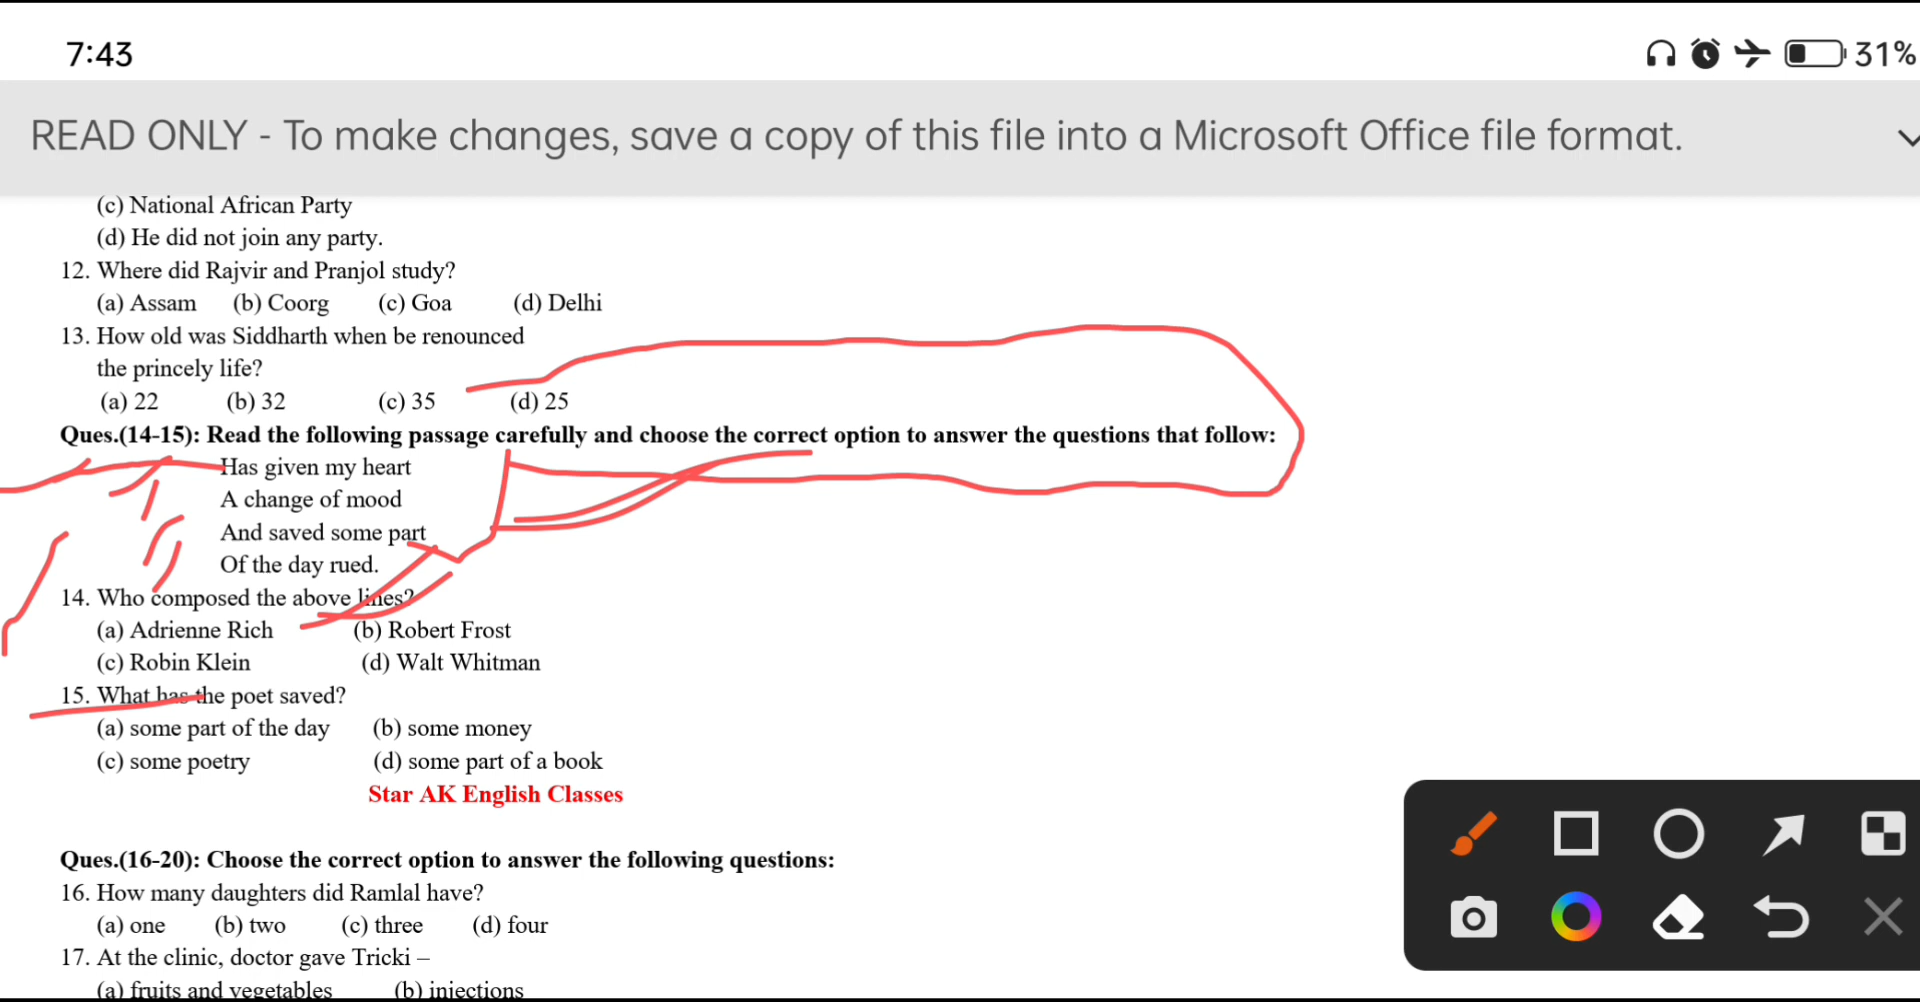 7:43
31%
READ ONLY - To make changes, save a copy of this file into a Microsoft Office file format.
(c) National African Party
(d) He did not join any party.
12. Where did Rajvir and Pranjol study?
(a) Assam (b) Coorg (c) Goa (d) Delhi
13. How old was Siddharth when be renounced
the princely life?
(a) 22 (b) 32 (c) 35 (d) 25
Ques.(14-15): Read the following passage carefully and choose the correct option to answer the questions that follow:
Has given my heart
A change of mood
And saved some part
Of the day rued.
14. Who composed the above lines?
(a) Adrienne Rich (b) Robert Frost
(c) Robin Klein (d) Walt Whitman
15. What has the poet saved?
(a) some part of the day (b) some money
(c) some poetry (d) some part of a book
Star AK English Classes
Ques.(16-20): Choose the correct option to answer the following questions:
16. How many daughters did Ramlal have?
(a) one (b) two (c) three (d) four
17. At the clinic, doctor gave Tricki –
(a) fruits and vegetables (b) injections